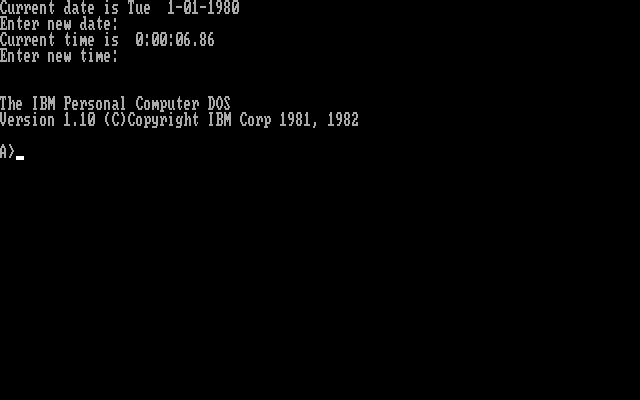 Current date is Tue  1-01-1980
Enter new date:
Current time is  0:00:06.86
Enter new time:
The IBM Personal Computer DOS
Version 1.10 (C)Copyright IBM Corp 1981, 1982
A>